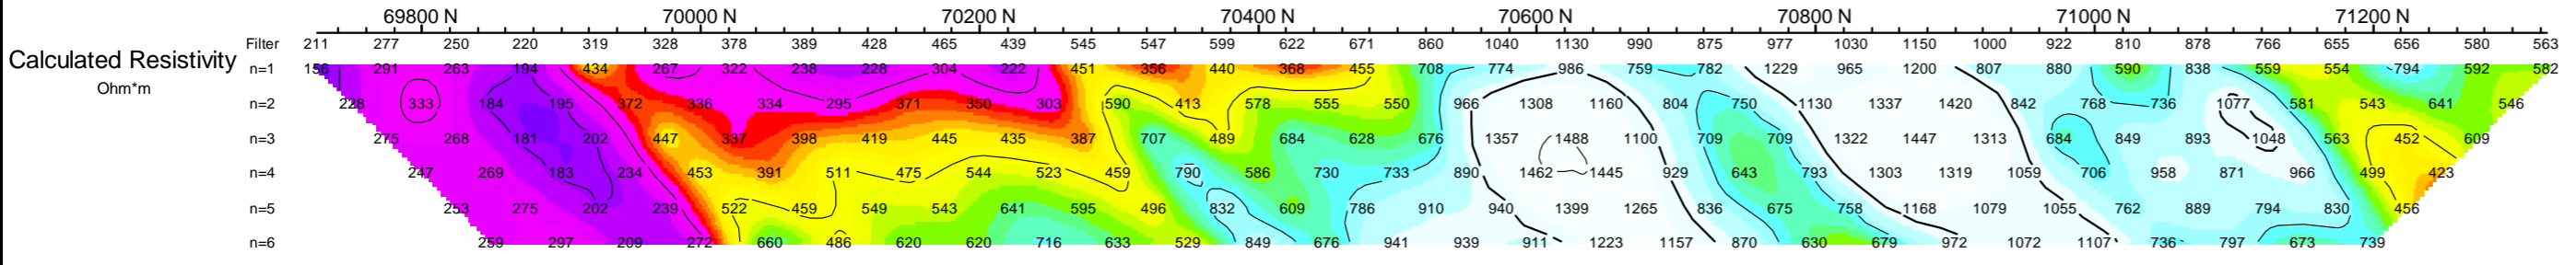 69800 N 70000 N 70200 N 70400 N 70600 N 70800 N 71000 N 71200 N
Filter 211 277 250 220 319 328 378 389 428 465 439 545 547 599 622 671 860 1040 1130 990 875 977 1030 1150 1000 922 810 878 766 655 656 580 563
Calculated Resistivity
Ohm*m
n=1 156 291 263 194 434 267 322 238 228 304 222 451 356 440 368 455 708 774 986 759 782 1229 965 1200 807 880 590 838 559 554 794 592 582
n=2 228 333 184 195 372 336 334 295 371 350 303 590 413 578 555 550 966 1308 1160 804 750 1130 1337 1420 842 768 736 1077 581 543 641 546
n=3 275 268 181 202 447 337 398 419 445 435 387 707 489 684 628 676 1357 1488 1100 709 709 1322 1447 1313 684 849 893 1048 563 452 609
n=4 247 269 183 234 453 391 511 475 544 523 459 790 586 730 733 890 1462 1445 929 643 793 1303 1319 1059 706 958 871 966 499 423
n=5 253 275 202 239 522 459 549 543 641 595 496 832 609 786 910 940 1399 1265 836 675 758 1168 1079 1055 762 889 794 830 456
n=6 259 297 209 272 660 486 620 620 716 633 529 849 676 941 939 911 1223 1157 870 630 679 972 1072 1107 736 797 673 739